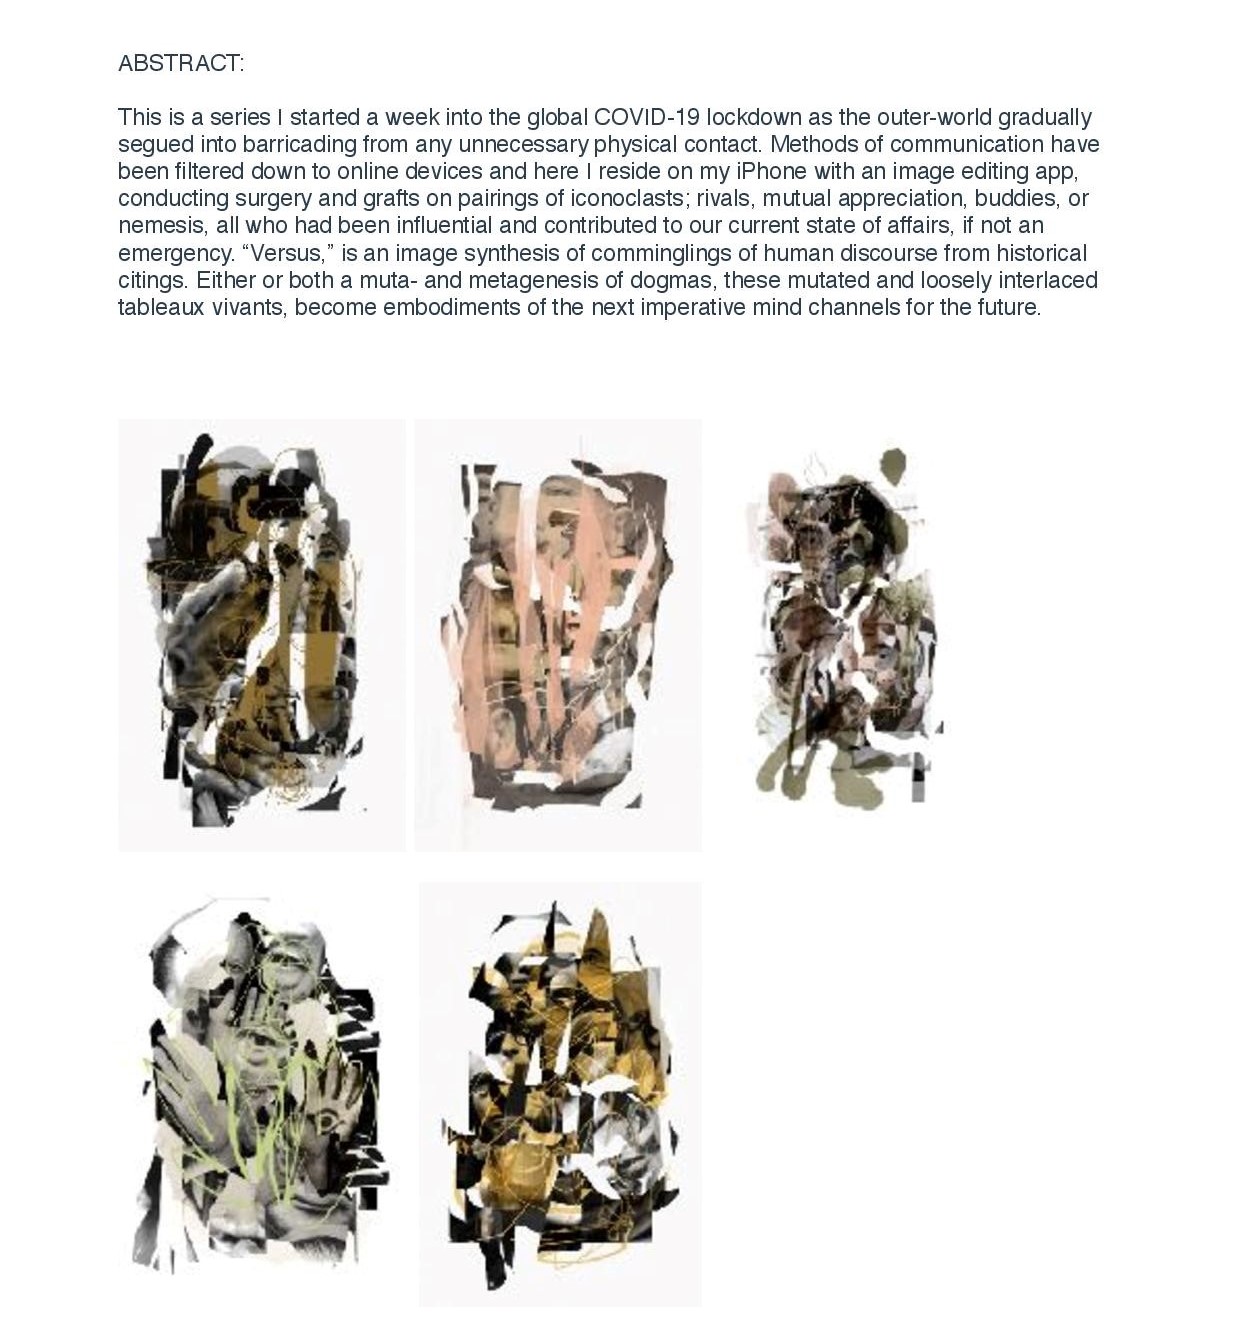 ABSTRACT:
This is a series I started a week into the global COVID-19 lockdown as the outer-world gradually
segued into barricading from any unnecessary physical contact. Methods of communication have
been filtered down to online devices and here I reside on my iPhone with an image editing app,
conducting surgery and grafts on pairings of iconoclasts; rivals, mutual appreciation, buddies, or
nemesis, all who had been influential and contributed to our current state of affairs, if not an
emergency. “Versus,” is an image synthesis of comminglings of human discourse from historical
citings. Either or both a muta- and metagenesis of dogmas, these mutated and loosely interlaced
tableaux vivants, become embodiments of the next imperative mind channels for the future.